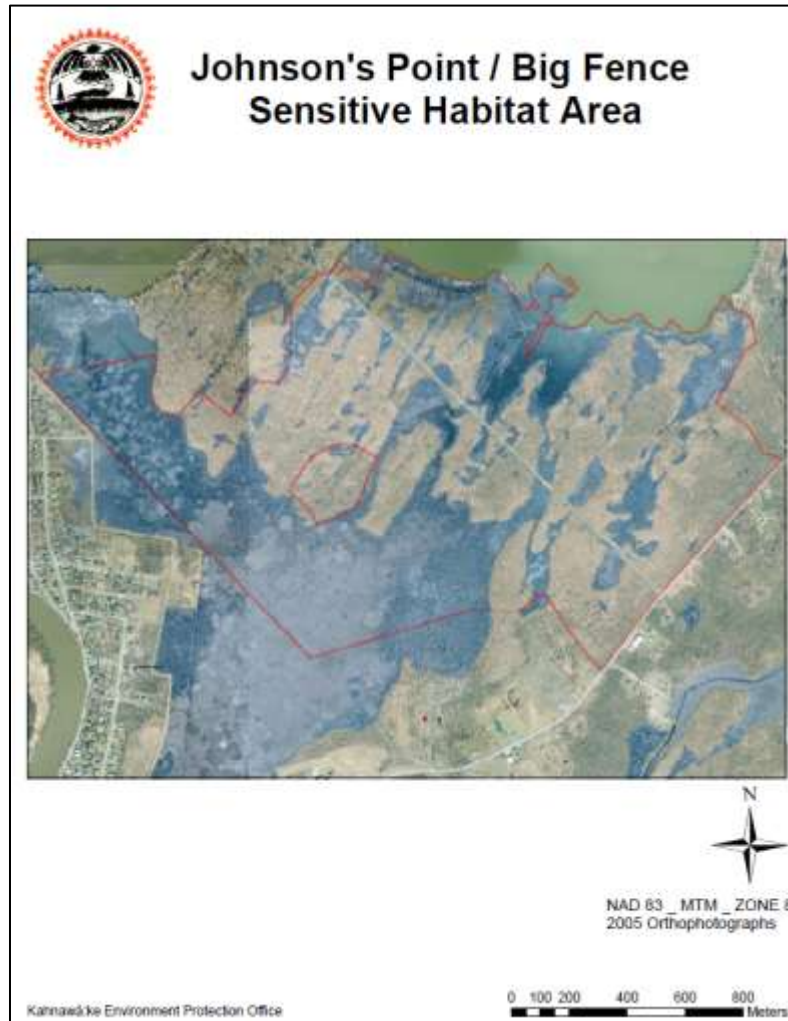 Johnson's Point / Big Fence
Sensitive Habitat Area
N
NAD 83 _ MTM _ ZONE 8
2005 Orthophotographs
Kahnawá:ke Environment Protection Office
0 100 200 400 600 800
Meters